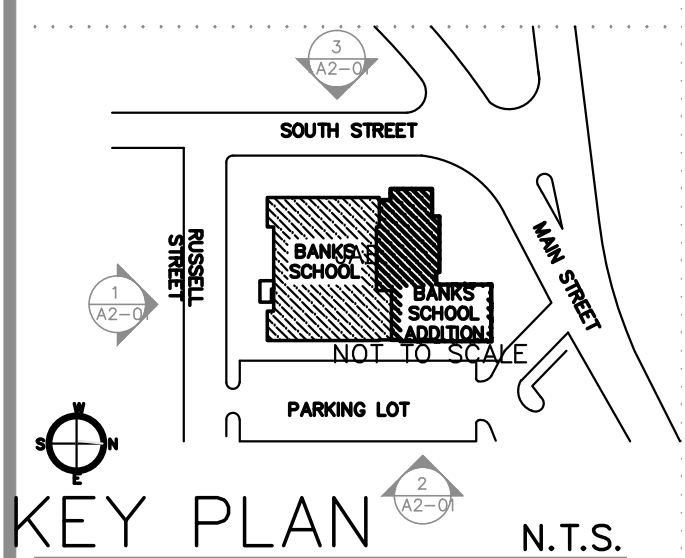 3
A2-01
SOUTH STREET
RUSSELL
STREET
BANKS
SCHOOL
MAIN STREET
1
A2-01
BANKS
SCHOOL
ADDITION
NOT TO SCALE
PARKING LOT
W
S N
E
2
A2-01
KEY PLAN
N.T.S.